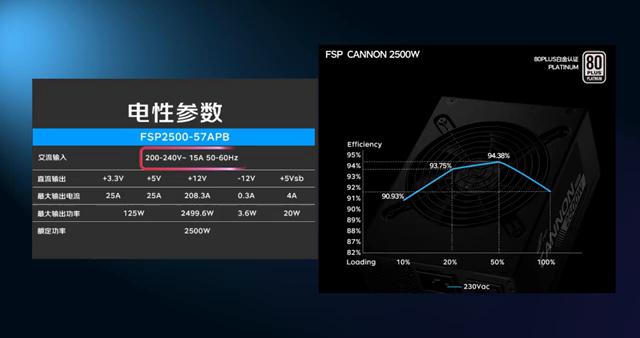 电性参数
FSP2500-57APB
交流输入 200-240V~ 15A 50-60Hz
直流输出 +3.3V +5V +12V -12V +5Vsb
最大输出电流 25A 25A 208.3A 0.3A 4A
最大输出功率 125W 2499.6W 3.6W 20W
额定功率 2500W
FSP CANNON 2500W
80PLUS白金认证
PLATINUM
80
PLUS
PLATINUM
Efficiency
95%
94%
93%
92%
91%
90%
89%
88%
87%
86%
82%
90.93%
93.75%
94.38%
Loading 10% 20% 50% 100%
230Vac
CANNON